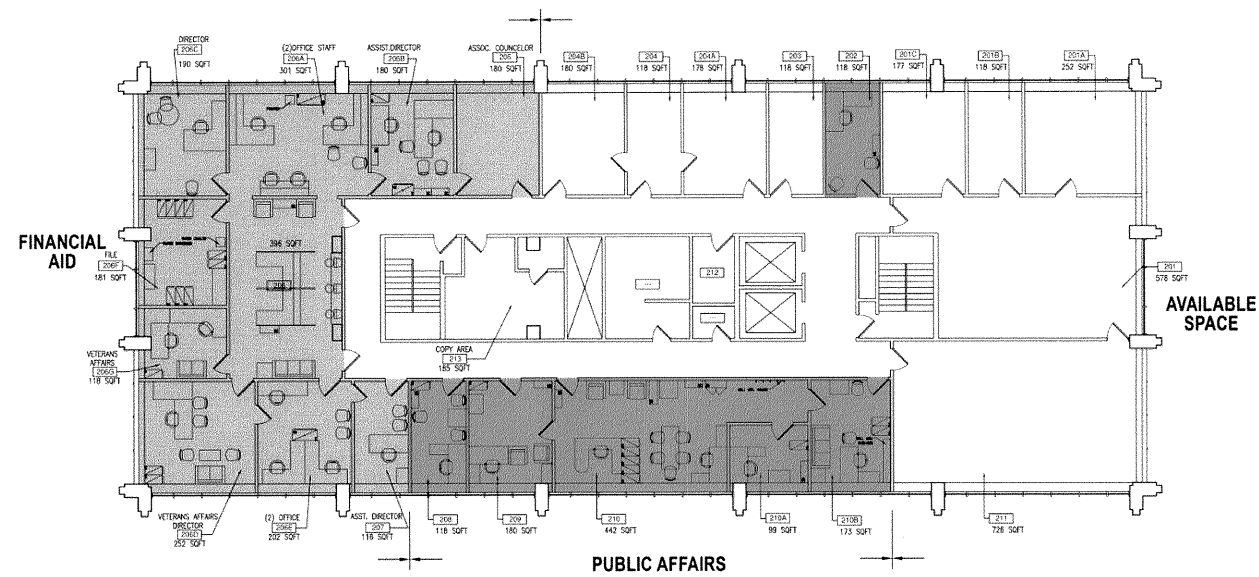 DIRECTOR
206C
190 SQFT
(2)OFFICE STAFF
206A
301 SQFT
ASSIST.DIRECTOR
206B
180 SQFT
ASSOC. COUNCELOR
205
180 SQFT
204B
180 SQFT
204
118 SQFT
204A
178 SQFT
203
118 SQFT
202
118 SQFT
201C
177 SQFT
201B
118 SQFT
201A
252 SQFT
FINANCIAL
AID
FILE
206F
181 SQFT
396 SQFT
VETERANS
AFFAIRS
206G
118 SQFT
212
COPY AREA
213
185 SQFT
201
578 SQFT
AVAILABLE
SPACE
VETERANS AFFAIRS
DIRECTOR
206D
252 SQFT
(2) OFFICE
206E
202 SQFT
ASST. DIRECTOR
207
116 SQFT
208
118 SQFT
209
180 SQFT
210
442 SQFT
210A
99 SQFT
210B
173 SQFT
211
728 SQFT
PUBLIC AFFAIRS